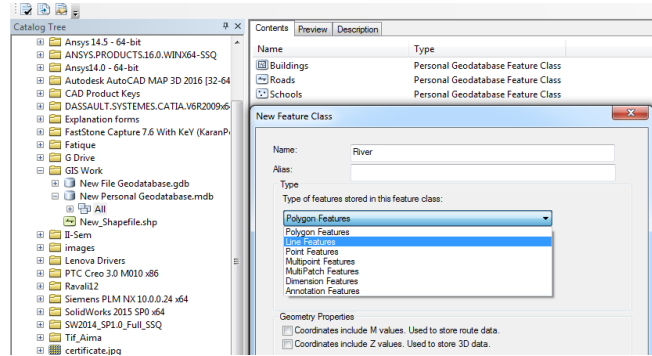 Catalog Tree
Ansys 14.5 - 64-bit
ANSYS.PRODUCTS.16.0.WINX64-SSQ
Ansys14.0 - 64-bit
Autodesk AutoCAD MAP 3D 2016 [32-64
CAD Product Keys
DASSAULT.SYSTEMES.CATIA.V6R2009x6
Explanation forms
FastStone Capture 7.6 With KeY (KaranP
Fatique
G Drive
GIS Work
New File Geodatabase.gdb
New Personal Geodatabase.mdb
All
New_Shapefile.shp
II-Sem
images
Lenova Drivers
PTC Creo 3.0 M010 x86
Ravali12
Siemens PLM NX 10.0.0.24 x64
SolidWorks 2015 SP0 x64
SW2014_SP1.0_Full_SSQ
Tif_Aima
certificate.jpg
Contents Preview Description
Name Type
Buildings Personal Geodatabase Feature Class
Roads Personal Geodatabase Feature Class
Schools Personal Geodatabase Feature Class
New Feature Class
Name: River
Alias:
Type
Type of features stored in this feature class:
Polygon Features
Polygon Features
Line Features
Point Features
Multipoint Features
MultiPatch Features
Dimension Features
Annotation Features
Geometry Properties
Coordinates include M values. Used to store route data.
Coordinates include Z values. Used to store 3D data.